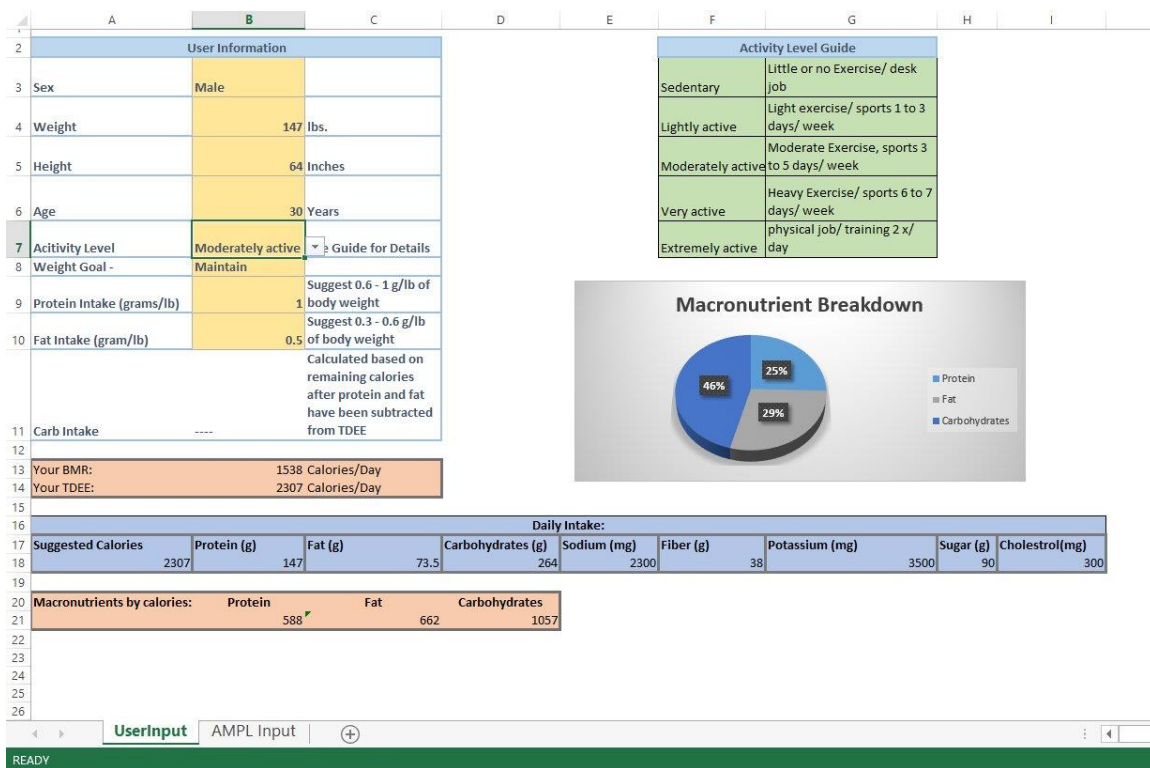 A B C D E F G H I
2 User Information
3 Sex Male
4 Weight 147 lbs.
5 Height 64 Inches
6 Age 30 Years
7 Acitivity Level Moderately active e Guide for Details
8 Weight Goal - Maintain
9 Protein Intake (grams/lb) 1 Suggest 0.6 - 1 g/lb of
body weight
10 Fat Intake (gram/lb) 0.5 Suggest 0.3 - 0.6 g/lb
of body weight
11 Carb Intake ---- Calculated based on
remaining calories
after protein and fat
have been subtracted
from TDEE
Activity Level Guide
Sedentary Little or no Exercise/ desk
job
Lightly active Light exercise/ sports 1 to 3
days/ week
Moderately active Moderate Exercise, sports 3
to 5 days/ week
Very active Heavy Exercise/ sports 6 to 7
days/ week
Extremely active physical job/ training 2 x/
day
Macronutrient Breakdown
25%
46%
29%
Protein
Fat
Carbohydrates
12
13 Your BMR: 1538 Calories/Day
14 Your TDEE: 2307 Calories/Day
15
16 Daily Intake:
17 Suggested Calories Protein (g) Fat (g) Carbohydrates (g) Sodium (mg) Fiber (g) Potassium (mg) Sugar (g) Cholestrol(mg)
18 2307 147 73.5 264 2300 38 3500 90 300
19
20 Macronutrients by calories: Protein Fat Carbohydrates
21 588 662 1057
22
23
24
25
26
UserInput AMPL Input
READY